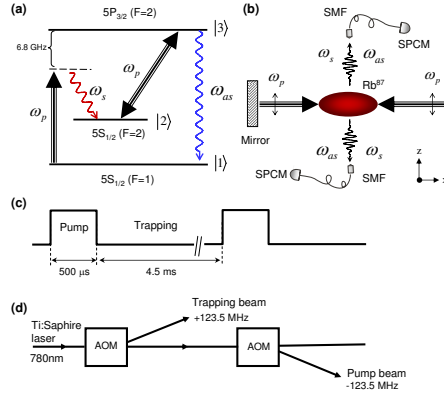 (a)
5P3/2 (F=2)
|3⟩
6.8 GHz
ωp
ωs
ωp
ωas
|2⟩
5S1/2 (F=2)
|1⟩
5S1/2 (F=1)
(b)
SMF
SPCM
ωs
ωas
Rb87
ωp
ωp
Mirror
ωas
ωs
SPCM
SMF
z
x
(c)
Pump
Trapping
500 µs
4.5 ms
(d)
Ti:Saphire
laser
780nm
AOM
Trapping beam
+123.5 MHz
AOM
Pump beam
-123.5 MHz